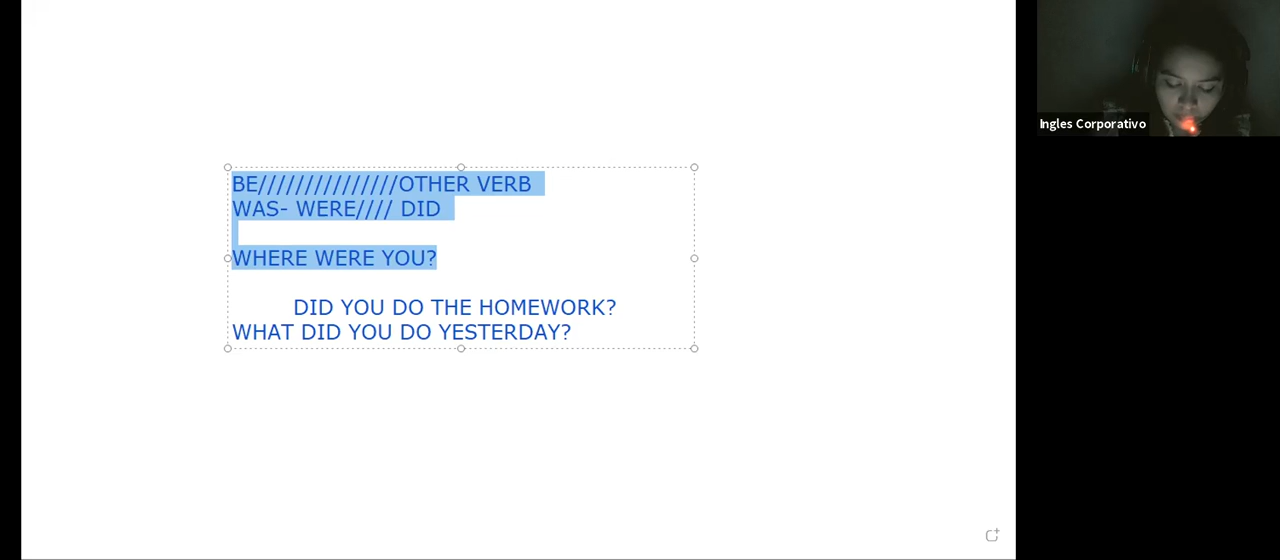 BE///////////////OTHER VERB
WAS- WERE//// DID
WHERE WERE YOU?
DID YOU DO THE HOMEWORK?
WHAT DID YOU DO YESTERDAY?
Ingles Corporativo